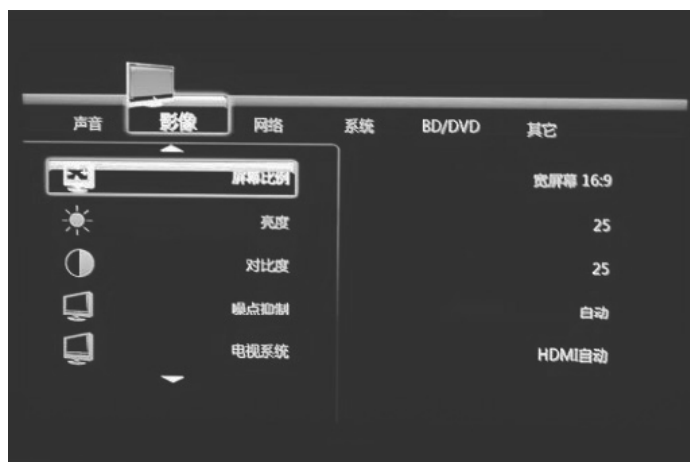 声音 影像 网络 系统 BD/DVD 其它
屏幕比例 宽屏幕 16:9
亮度 25
对比度 25
噪点抑制 自动
电视系统 HDMI自动